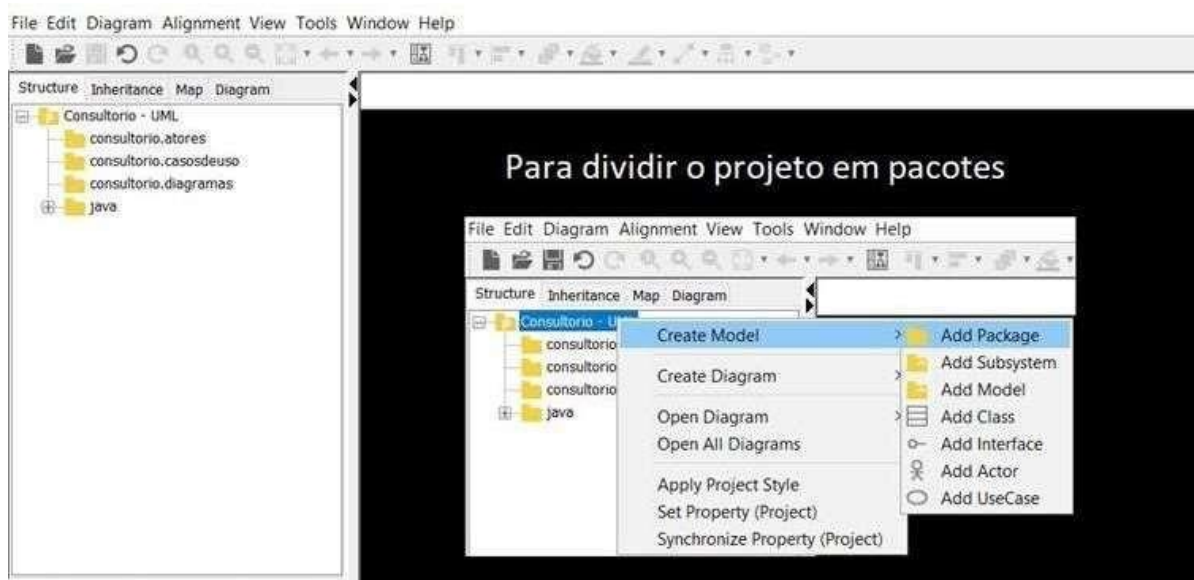 File Edit Diagram Alignment View Tools Window Help
Structure Inheritance Map Diagram
Consultorio - UML
consultorio.atores
consultorio.casosdeuso
consultorio.diagramas
java
Para dividir o projeto em pacotes
File Edit Diagram Alignment View Tools Window Help
Structure Inheritance Map Diagram
Consultorio - U
consultorio
consultorio
consultorio
java
Create Model
Create Diagram
Open Diagram
Open All Diagrams
Apply Project Style
Set Property (Project)
Synchronize Property (Project)
Add Package
Add Subsystem
Add Model
Add Class
Add Interface
Add Actor
Add UseCase